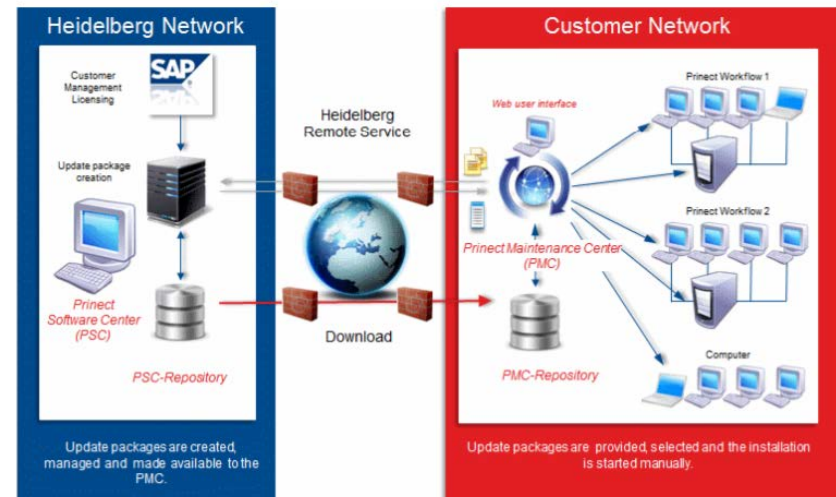 Heidelberg Network
Customer Network
Customer
Management
Licensing
SAP
Update package
creation
Prinect
Software Center
(PSC)
PSC-Repository
Heidelberg
Remote Service
Download
Web user interface
Prinect Maintenance Center
(PMC)
PMC-Repository
Prinect Workflow 1
Prinect Workflow 2
Computer
Update packages are created,
managed and made available to the
PMC.
Update packages are provided, selected and the installation
is started manually.